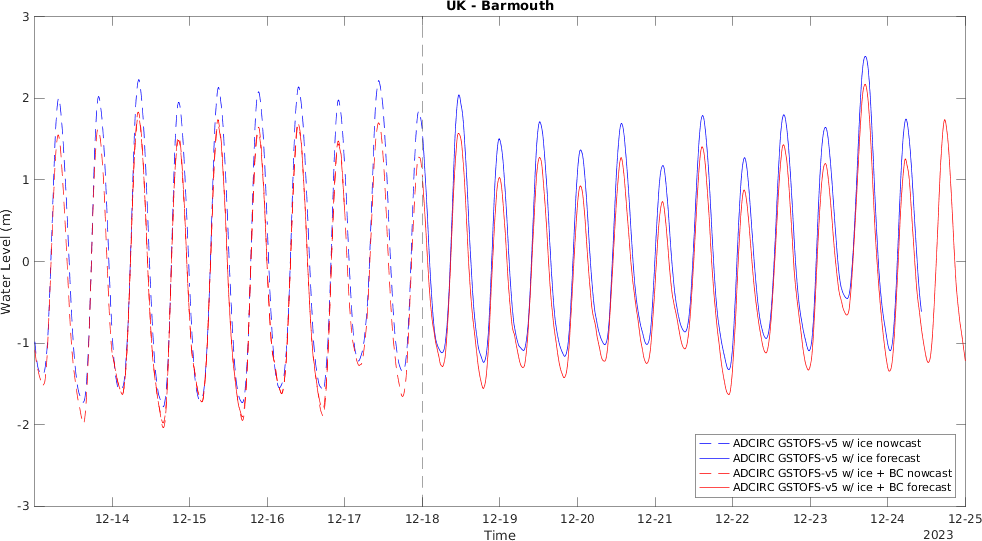 UK - Barmouth
3
2
1
0
-1
-2
-3
Water Level (m)
ADCIRC GSTOFS-v5 w/ ice nowcast
ADCIRC GSTOFS-v5 w/ ice forecast
ADCIRC GSTOFS-v5 w/ ice + BC nowcast
ADCIRC GSTOFS-v5 w/ ice + BC forecast
12-14 12-15 12-16 12-17 12-18 12-19 12-20 12-21 12-22 12-23 12-24 12-25
Time
2023